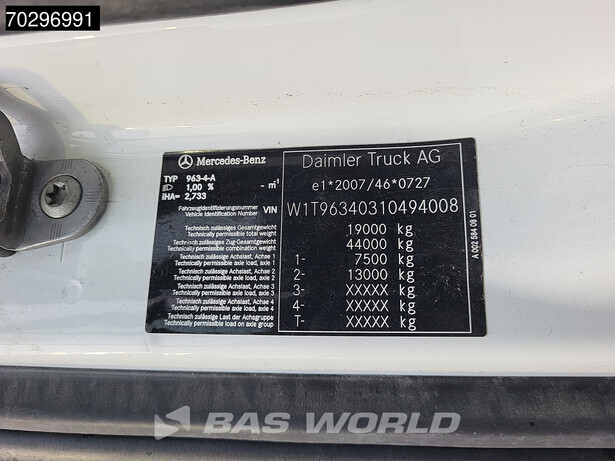 70296991
Mercedes-Benz
TYP 963-4-A
1,00 % - m⁻¹
iHA= 2,733
Fahrzeugidentifizierungsnummer
Vehicle Identification Number VIN
Technisch zulässiges Gesamtgewicht
Technically permissible total weight
Technisch zulässiges Zug-Gesamtgewicht
Technically permissible combination weight
Technisch zulässige Achslast, Achse 1
Technically permissible axle load, axle 1
Technisch zulässige Achslast, Achse 2
Technically permissible axle load, axle 2
Technisch zulässige Achslast, Achse 3
Technically permissible axle load, axle 3
Technisch zulässige Achslast, Achse 4
Technically permissible axle load, axle 4
Technisch zulässige Last der Achsgruppe
Technically permissible load on axle group
Daimler Truck AG
e1*2007/46*0727
W1T96340310494008
19000 kg
44000 kg
1- 7500 kg
2- 13000 kg
3- XXXXX kg
4- XXXXX kg
T- XXXXX kg
A 002 584 08 01
BAS WORLD